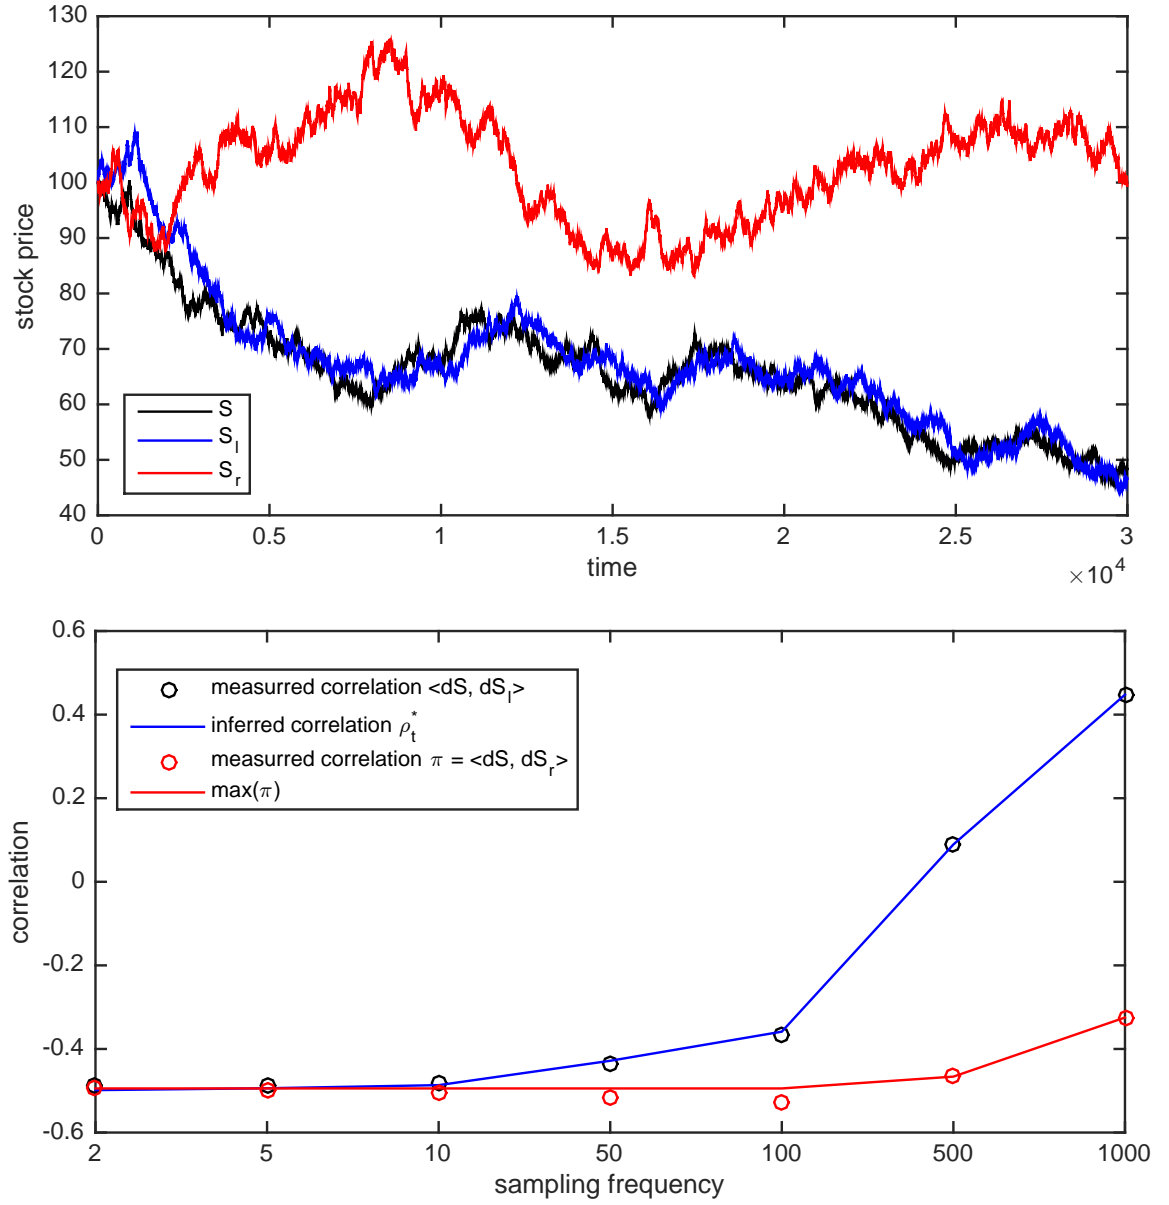 130
120
110
100
90
80
70
60
50
40
stock price
S
S_l
S_r
0 0.5 1 1.5 2 2.5 3
time
×10^4
0.6
0.4
0.2
0
-0.2
-0.4
-0.6
correlation
measurred correlation <dS, dS_l>
inferred correlation ρ_t^*
measurred correlation π = <dS, dS_r>
max(π)
2 5 10 50 100 500 1000
sampling frequency